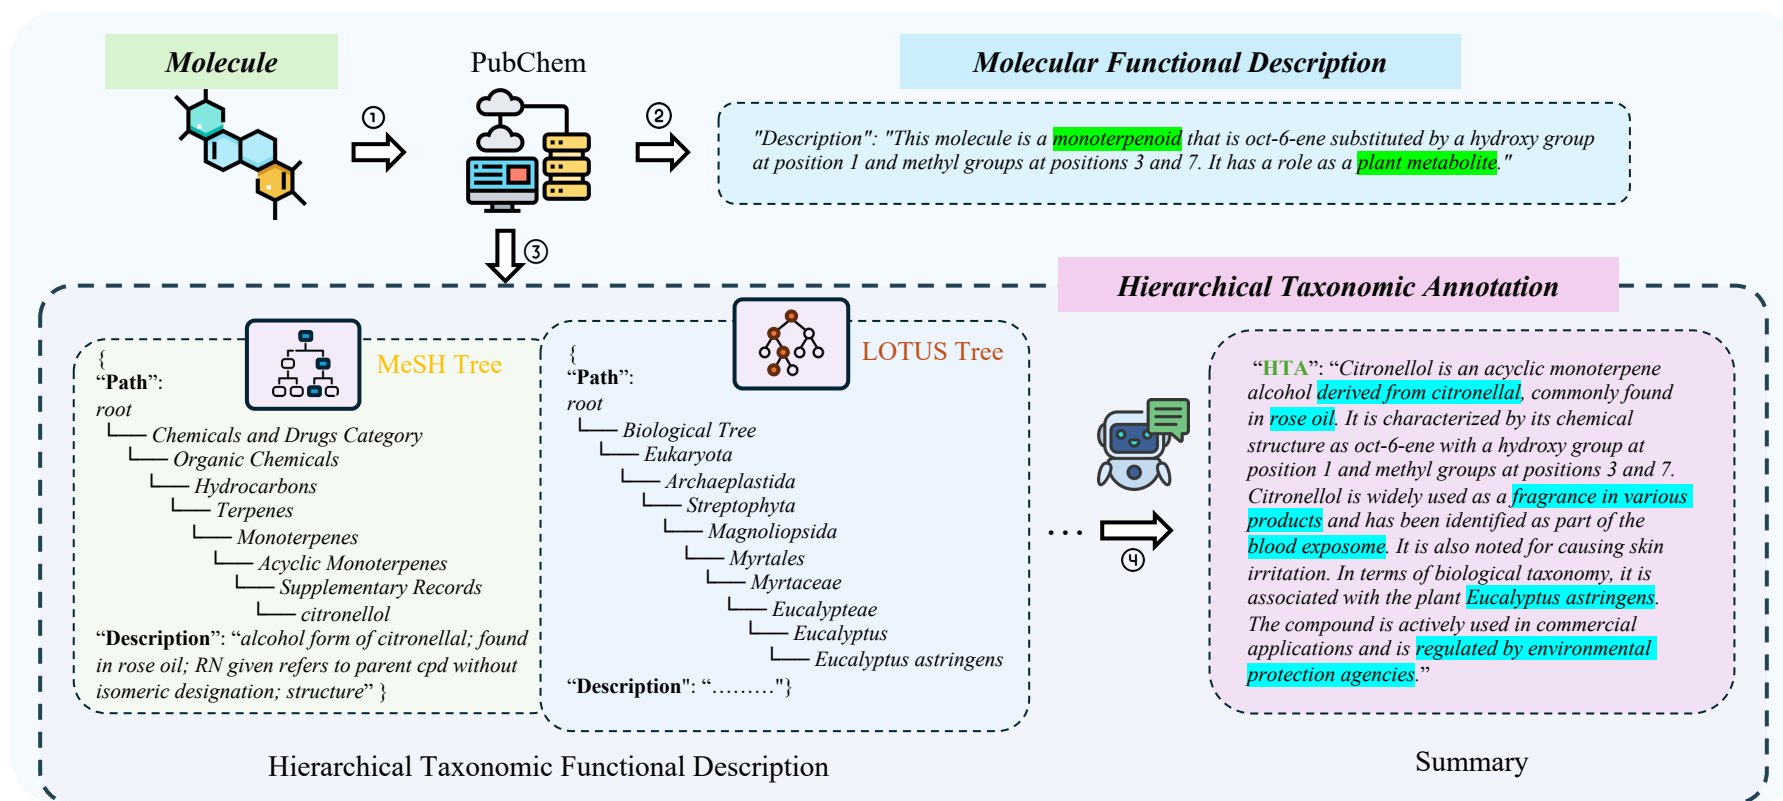 Molecule
PubChem
Molecular Functional Description
①
②
"Description": "This molecule is a monoterpenoid that is oct-6-ene substituted by a hydroxy group
at position 1 and methyl groups at positions 3 and 7. It has a role as a plant metabolite."
③
Hierarchical Taxonomic Annotation
MeSH Tree
{
“Path”:
root
Chemicals and Drugs Category
Organic Chemicals
Hydrocarbons
Terpenes
Monoterpenes
Acyclic Monoterpenes
Supplementary Records
citronellol
“Description”: “alcohol form of citronellal; found
in rose oil; RN given refers to parent cpd without
isomeric designation; structure” }
LOTUS Tree
{
“Path”:
root
Biological Tree
Eukaryota
Archaeplastida
Streptophyta
Magnoliopsida
Myrtales
Myrtaceae
Eucalypteae
Eucalyptus
Eucalyptus astringens
“Description": “.........."}
...
④
“HTA”: “Citronellol is an acyclic monoterpene
alcohol derived from citronellal, commonly found
in rose oil. It is characterized by its chemical
structure as oct-6-ene with a hydroxy group at
position 1 and methyl groups at positions 3 and 7.
Citronellol is widely used as a fragrance in various
products and has been identified as part of the
blood exposome. It is also noted for causing skin
irritation. In terms of biological taxonomy, it is
associated with the plant Eucalyptus astringens.
The compound is actively used in commercial
applications and is regulated by environmental
protection agencies.”
Hierarchical Taxonomic Functional Description
Summary